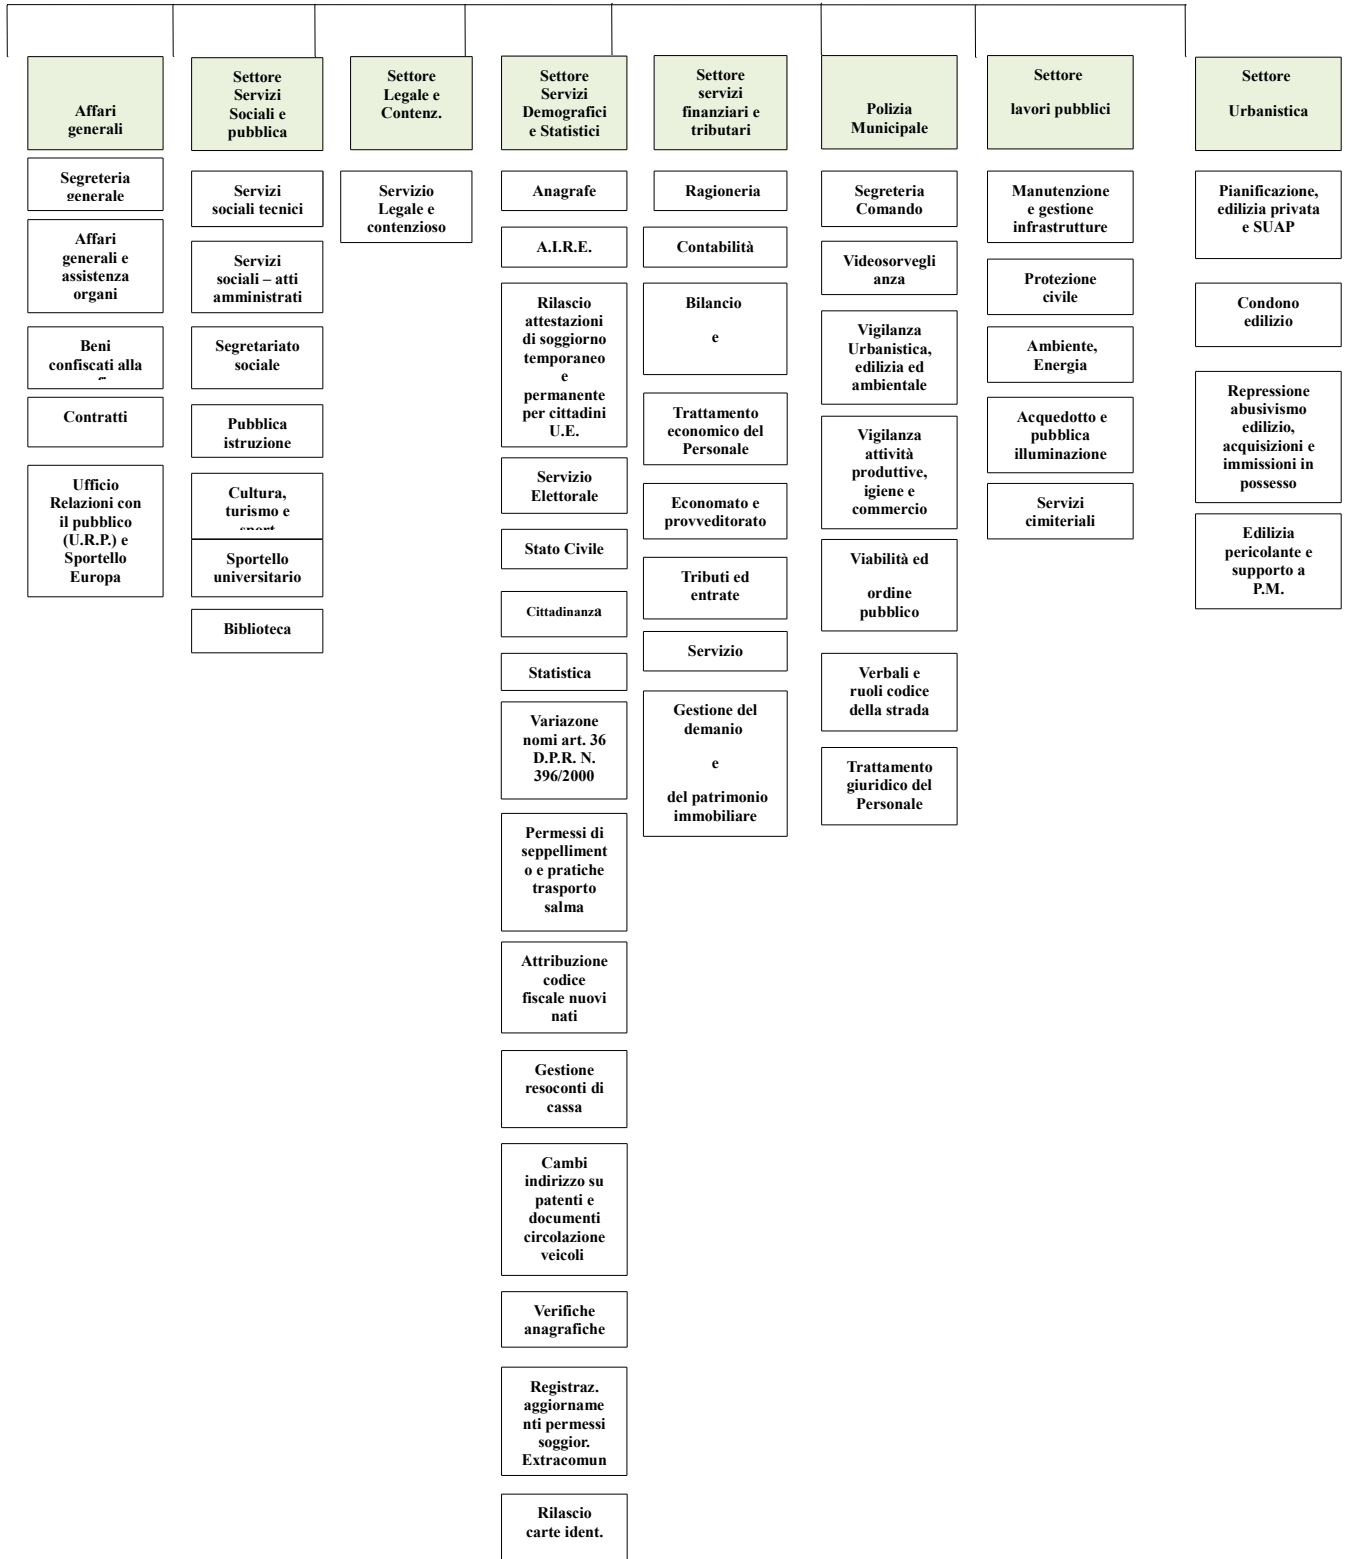 Affari
generali
Segreteria
generale
Affari
generali e
assistenza
organi
Beni
confiscati alla
Contratti
Ufficio
Relazioni con
il pubblico
(U.R.P.) e
Sportello
Europa
Settore
Servizi
Sociali e
pubblica
Servizi
sociali tecnici
Servizi
sociali – atti
amministrati
Segretariato
sociale
Pubblica
istruzione
Cultura,
turismo e
sport
Sportello
universitario
Biblioteca
Settore
Legale e
Contenz.
Servizio
Legale e
contenzioso
Settore
Servizi
Demografici
e Statistici
Anagrafe
A.I.R.E.
Rilascio
attestazioni
di soggiorno
temporaneo
e
permanente
per cittadini
U.E.
Servizio
Elettorale
Stato Civile
Cittadinanza
Statistica
Variazone
nomi art. 36
D.P.R. N.
396/2000
Permessi di
seppelliment
o e pratiche
trasporto
salma
Attribuzione
codice
fiscale nuovi
nati
Gestione
resoconti di
cassa
Cambi
indirizzo su
patenti e
documenti
circolazione
veicoli
Verifiche
anagrafiche
Registraz.
aggiorname
nti permessi
soggior.
Extracomun
Rilascio
carte ident.
Settore
servizi
finanziari e
tributari
Ragioneria
Contabilità
Bilancio
e
Trattamento
economico del
Personale
Economato e
provveditorato
Tributi ed
entrate
Servizio
Gestione del
demanio
e
del patrimonio
immobiliare
Polizia
Municipale
Segreteria
Comando
Videosorvegli
anza
Vigilanza
Urbanistica,
edilizia ed
ambientale
Vigilanza
attività
produttive,
igiene e
commercio
Viabilità ed
ordine
pubblico
Verbali e
ruoli codice
della strada
Trattamento
giuridico del
Personale
Settore
lavori pubblici
Manutenzione
e gestione
infrastrutture
Protezione
civile
Ambiente,
Energia
Acquedotto e
pubblica
illuminazione
Servizi
cimiteriali
Settore
Urbanistica
Pianificazione,
edilizia privata
e SUAP
Condono
edilizio
Repressione
abusivismo
edilizio,
acquisizioni e
immissioni in
possesso
Edilizia
pericolante e
supporto a
P.M.